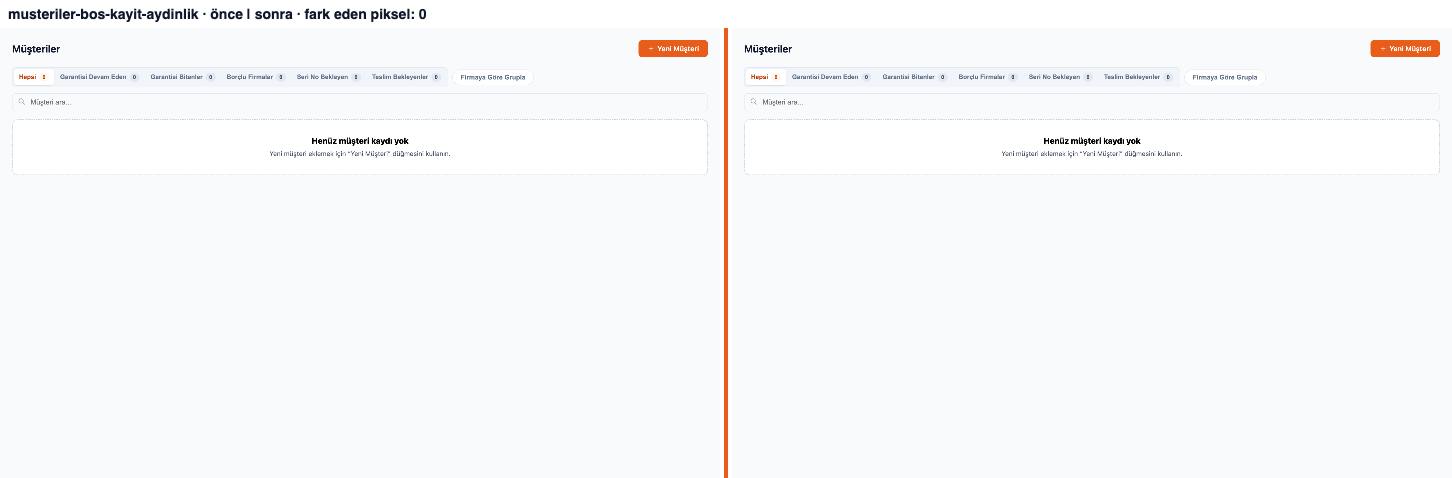 musteriler-bos-kayit-aydinlik · önce | sonra · fark eden piksel: 0
Müşteriler
+ Yeni Müşteri
Hepsi 0 Garantisi Devam Eden 0 Garantisi Bitenler 0 Borçlu Firmalar 0 Seri No Bekleyen 0 Teslim Bekleyenler 0 Firmaya Göre Grupla
Müşteri ara...
Henüz müşteri kaydı yok
Yeni müşteri eklemek için "Yeni Müşteri" düğmesini kullanın.
Müşteriler
+ Yeni Müşteri
Hepsi 0 Garantisi Devam Eden 0 Garantisi Bitenler 0 Borçlu Firmalar 0 Seri No Bekleyen 0 Teslim Bekleyenler 0 Firmaya Göre Grupla
Müşteri ara...
Henüz müşteri kaydı yok
Yeni müşteri eklemek için "Yeni Müşteri" düğmesini kullanın.